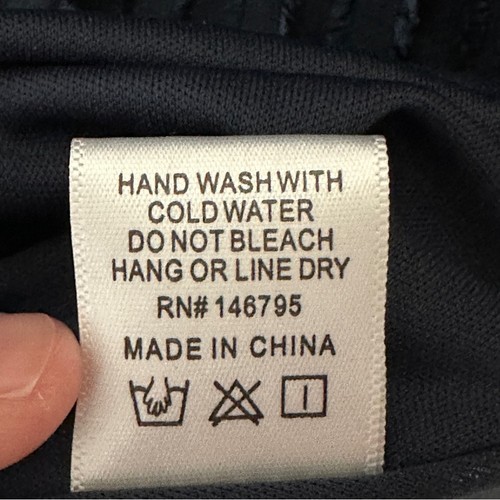 HAND WASH WITH
COLD WATER
DO NOT BLEACH
HANG OR LINE DRY
RN# 146795
MADE IN CHINA